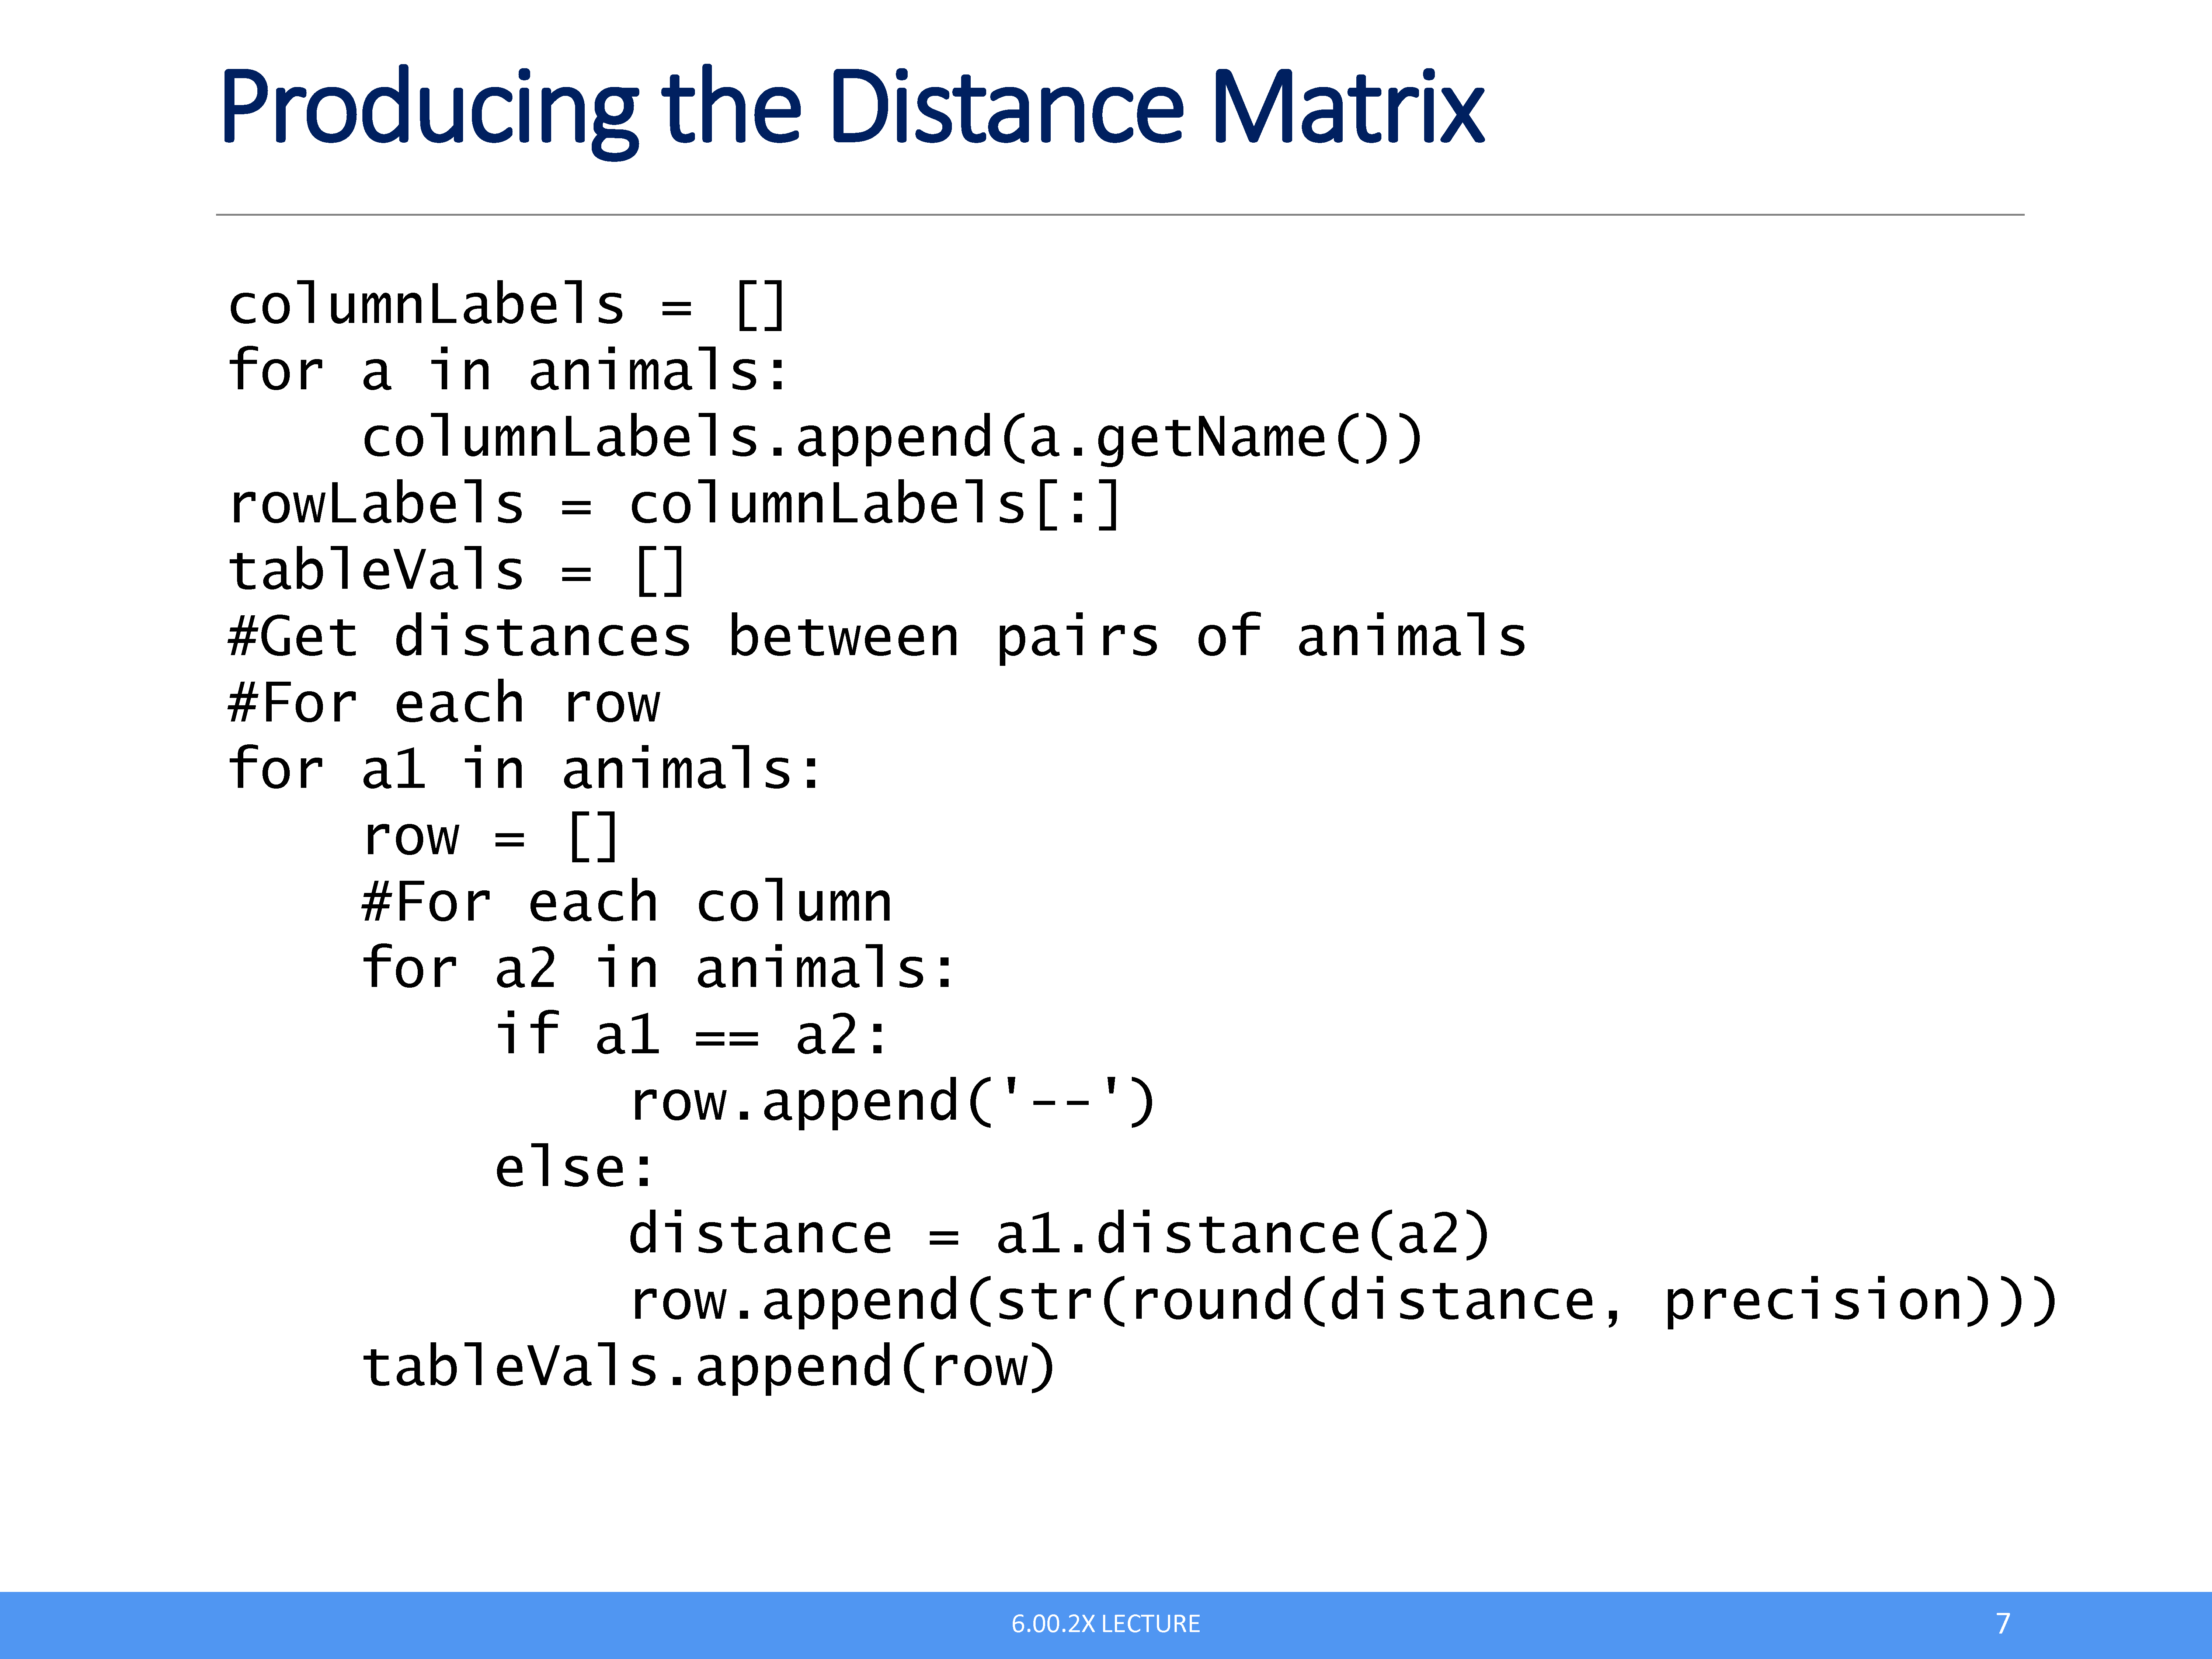 Producing the Distance Matrix
columnLabels = []
for a in animals:
    columnLabels.append(a.getName())
rowLabels = columnLabels[:]
tableVals = []
#Get distances between pairs of animals
#For each row
for a1 in animals:
    row = []
    #For each column
    for a2 in animals:
        if a1 == a2:
            row.append('--')
        else:
            distance = a1.distance(a2)
            row.append(str(round(distance, precision)))
    tableVals.append(row)
6.00.2X LECTURE
7